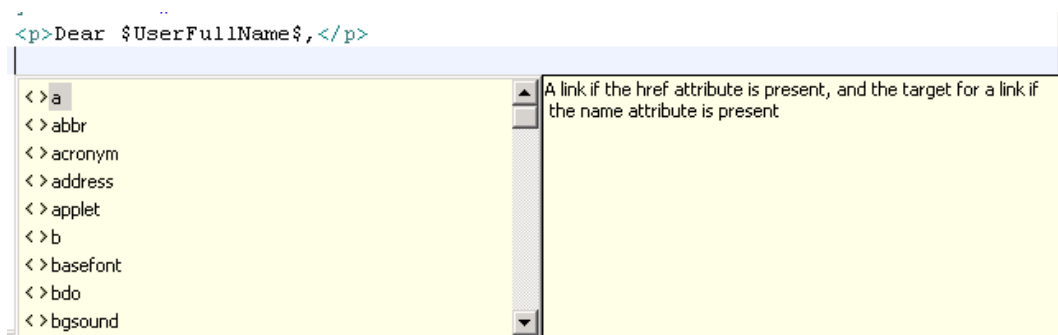 <p>Dear $UserFullName$,</p>
<>a
<>abbr
<>acronym
<>address
<>applet
<>b
<>basefont
<>bdo
<>bgsound
A link if the href attribute is present, and the target for a link if
the name attribute is present